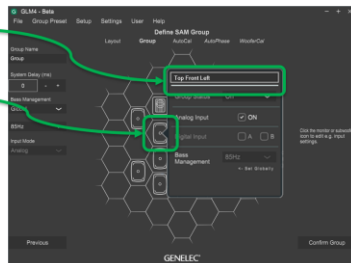 GLM4 - Beta
File Group Preset Setup Settings User Help
Define SAM Group
Layout Group AutoCal AutoPhase WooferCal
Group Name
Group
System Delay (ms)
0 - +
Bass Management
85Hz
Input Mode
Analog
Top Front Left
Group Status On
Analog Input ON
Digital Input A B
Bass
Management 85Hz
Set Globally
Click the monitor or subwoofer
icon to edit e.g. input
settings.
Previous
Confirm Group
GENELEC